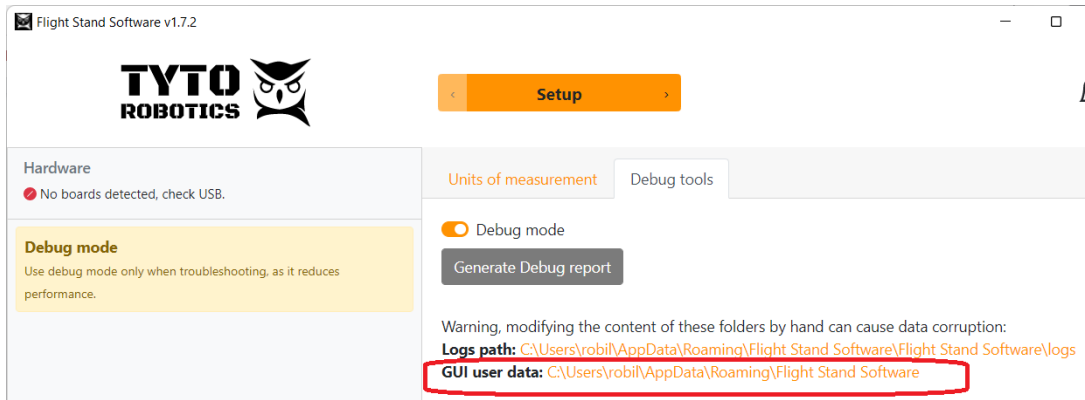 Flight Stand Software v1.7.2
TYTO
ROBOTICS
Setup
Hardware
No boards detected, check USB.
Debug mode
Use debug mode only when troubleshooting, as it reduces
performance.
Units of measurement
Debug tools
Debug mode
Generate Debug report
Warning, modifying the content of these folders by hand can cause data corruption:
Logs path: C:\Users\robil\AppData\Roaming\Flight Stand Software\Flight Stand Software\logs
GUI user data: C:\Users\robil\AppData\Roaming\Flight Stand Software